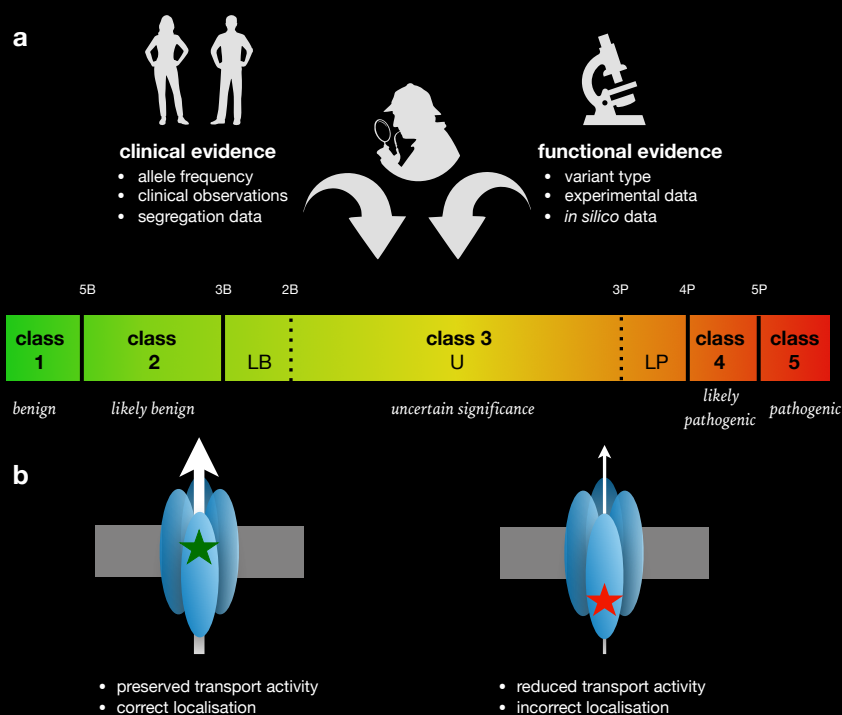 a
clinical evidence
• allele frequency
• clinical observations
• segregation data
functional evidence
• variant type
• experimental data
• in silico data
5B
3B
2B
3P
4P
5P
class
1
class
2
LB
class 3
U
LP
class
4
class
5
benign
likely benign
uncertain significance
likely
pathogenic
pathogenic
b
• preserved transport activity
• correct localisation
• reduced transport activity
• incorrect localisation